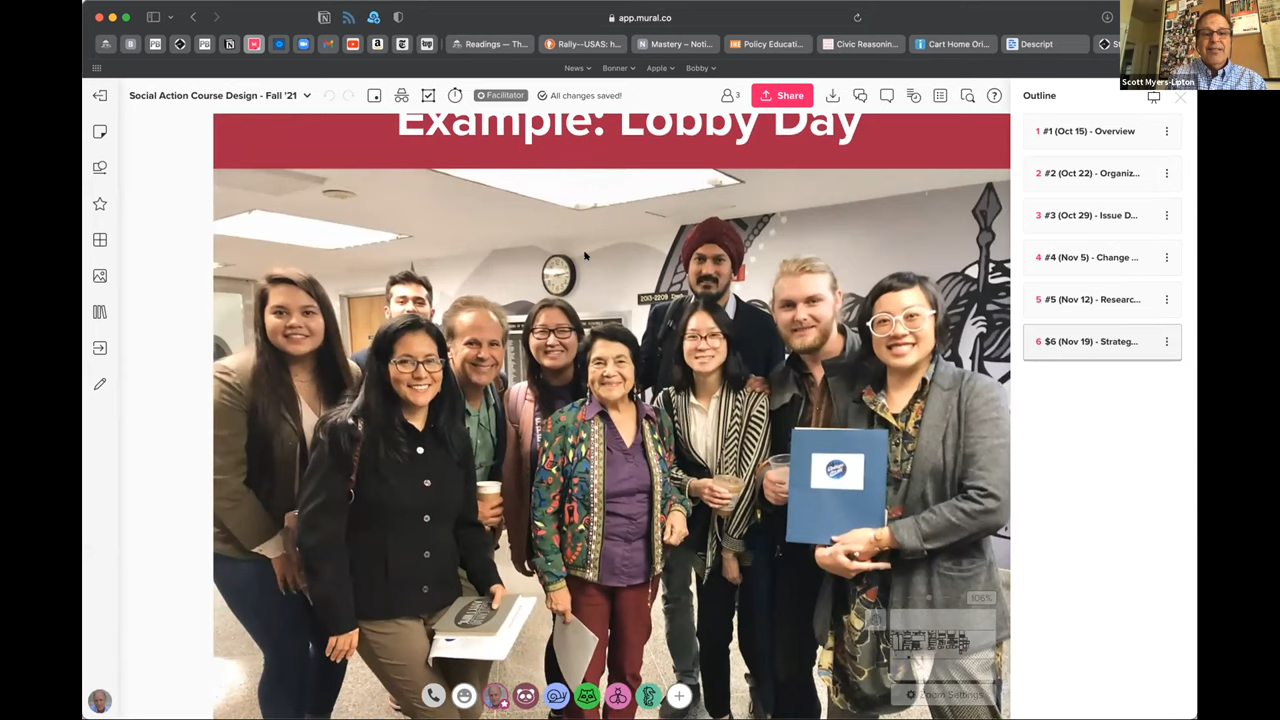 app.mural.co
Readings — Th...
Rally--USAS: h...
Mastery – Noti...
Policy Educati...
Civic Reasonin...
Cart Home Ori...
Descript
News
Bonner
Apple
Bobby
Scott Myers-Lipton
Social Action Course Design - Fall '21
Facilitator
All changes saved!
3
Share
Outline
Example: Lobby Day
1 #1 (Oct 15) - Overview
2 #2 (Oct 22) - Organiz...
3 #3 (Oct 29) - Issue D...
4 #4 (Nov 5) - Change ...
5 #5 (Nov 12) - Researc...
6 $6 (Nov 19) - Strateg...
106%
Zoom Settings